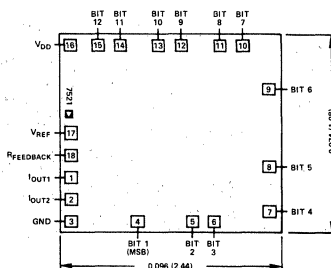 BIT 12
BIT 11
BIT 10
BIT 9
BIT 8
BIT 7
VDD
16
15
14
13
12
11
10
7521
9
BIT 6
VREF
17
RFEEDBACK
18
8
BIT 5
IOUT1
1
IOUT2
2
7
BIT 4
GND
3
4
5
6
BIT 1
(MSB)
BIT
2
BIT
3
0.096 (2.44)